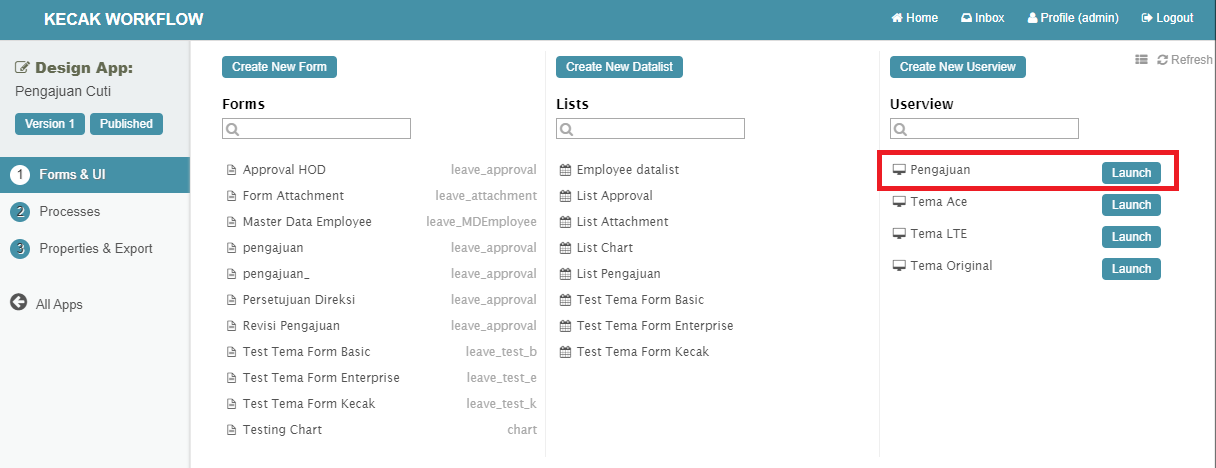 KECAK WORKFLOW
Home Inbox Profile (admin) Logout
Design App:
Pengajuan Cuti
Version 1 Published
1 Forms & UI
2 Processes
3 Properties & Export
All Apps
Create New Form
Forms
Approval HOD leave_approval
Form Attachment leave_attachment
Master Data Employee leave_MDEmployee
pengajuan leave_approval
pengajuan_ leave_approval
Persetujuan Direksi leave_approval
Revisi Pengajuan leave_approval
Test Tema Form Basic leave_test_b
Test Tema Form Enterprise leave_test_e
Test Tema Form Kecak leave_test_k
Testing Chart chart
Create New Datalist
Lists
Employee datalist
List Approval
List Attachment
List Chart
List Pengajuan
Test Tema Form Basic
Test Tema Form Enterprise
Test Tema Form Kecak
Create New Userview
Refresh
Userview
Pengajuan Launch
Tema Ace Launch
Tema LTE Launch
Tema Original Launch